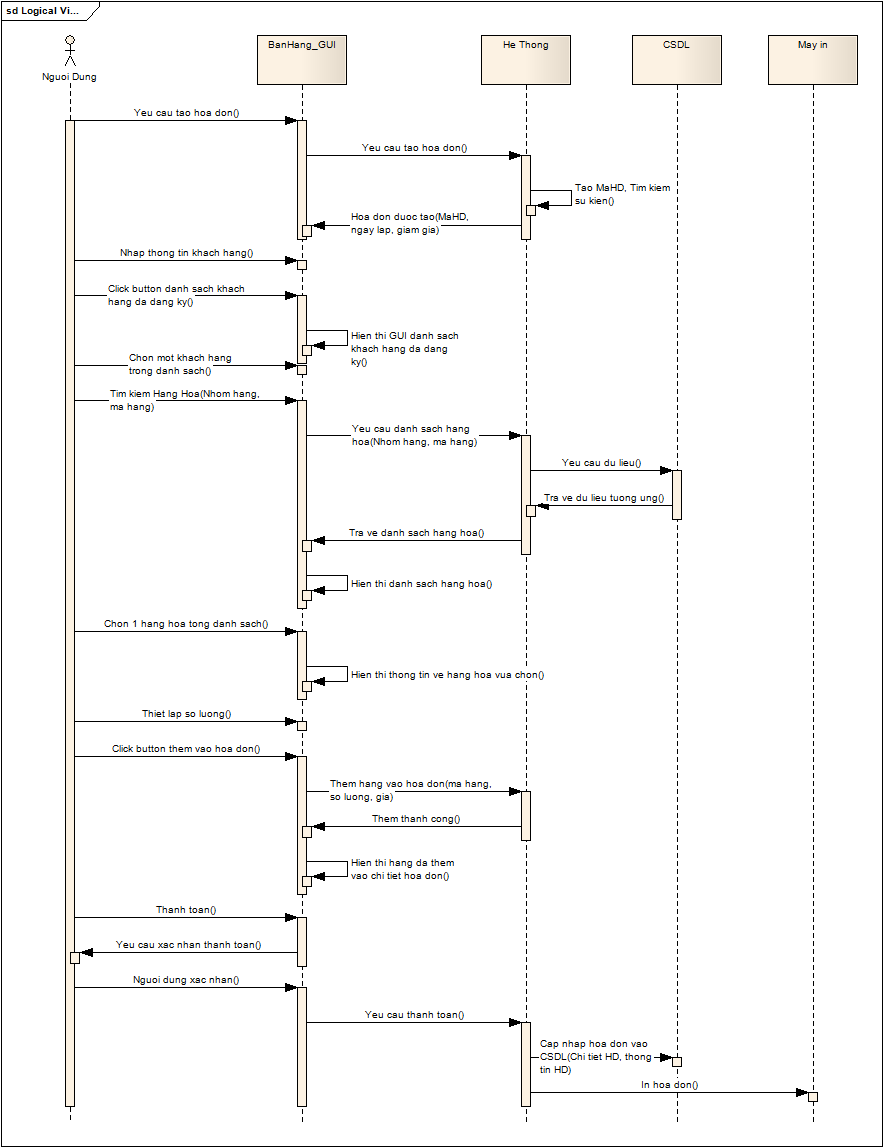 sd Logical Vi...
Nguoi Dung
BanHang_GUI
He Thong
CSDL
May in
Yeu cau tao hoa don()
Yeu cau tao hoa don()
Tao MaHD, Tim kiem
su kien()
Hoa don duoc tao(MaHD,
ngay lap, giam gia)
Nhap thong tin khach hang()
Click button danh sach khach
hang da dang ky()
Hien thi GUI danh sach
khach hang da dang
ky()
Chon mot khach hang
trong danh sach()
Tim kiem Hang Hoa(Nhom hang,
ma hang)
Yeu cau danh sach hang
hoa(Nhom hang, ma hang)
Yeu cau du lieu()
Tra ve du lieu tuong ung()
Tra ve danh sach hang hoa()
Hien thi danh sach hang hoa()
Chon 1 hang hoa tong danh sach()
Hien thi thong tin ve hang hoa vua chon()
Thiet lap so luong()
Click button them vao hoa don()
Them hang vao hoa don(ma hang,
so luong, gia)
Them thanh cong()
Hien thi hang da them
vao chi tiet hoa don()
Thanh toan()
Yeu cau xac nhan thanh toan()
Nguoi dung xac nhan()
Yeu cau thanh toan()
Cap nhap hoa don vao
CSDL(Chi tiet HD, thong
tin HD)
In hoa don()